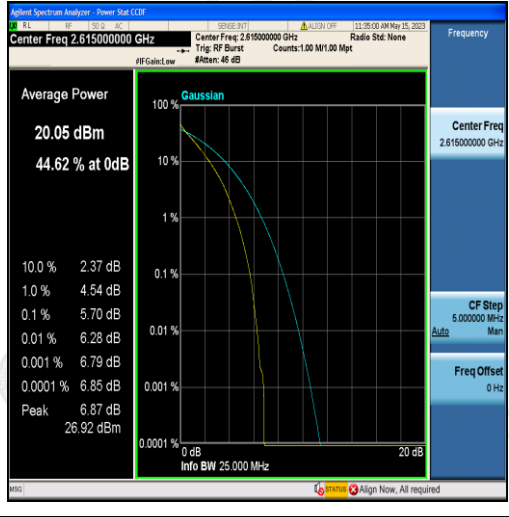 Agilent Spectrum Analyzer - Power Stat CCDF
RL RF 50 Ω AC SENSE:INT ALIGN OFF 11:35:00 AM May 15, 2023
Center Freq 2.615000000 GHz
Center Freq: 2.615000000 GHz
Radio Std: None
Trig: RF Burst Counts:1.00 M/1.00 Mpt
#IFGain:Low #Atten: 46 dB
Frequency
Average Power
20.05 dBm
44.62 % at 0dB
10.0 % 2.37 dB
1.0 % 4.54 dB
0.1 % 5.70 dB
0.01 % 6.28 dB
0.001 % 6.79 dB
0.0001 % 6.85 dB
Peak 6.87 dB
26.92 dBm
Gaussian
100 %
10 %
1 %
0.1 %
0.01 %
0.001 %
0.0001 %
0 dB 20 dB
Info BW 25.000 MHz
Center Freq
2.615000000 GHz
CF Step
5.000000 MHz
Auto Man
Freq Offset
0 Hz
MSG STATUS Align Now, All required